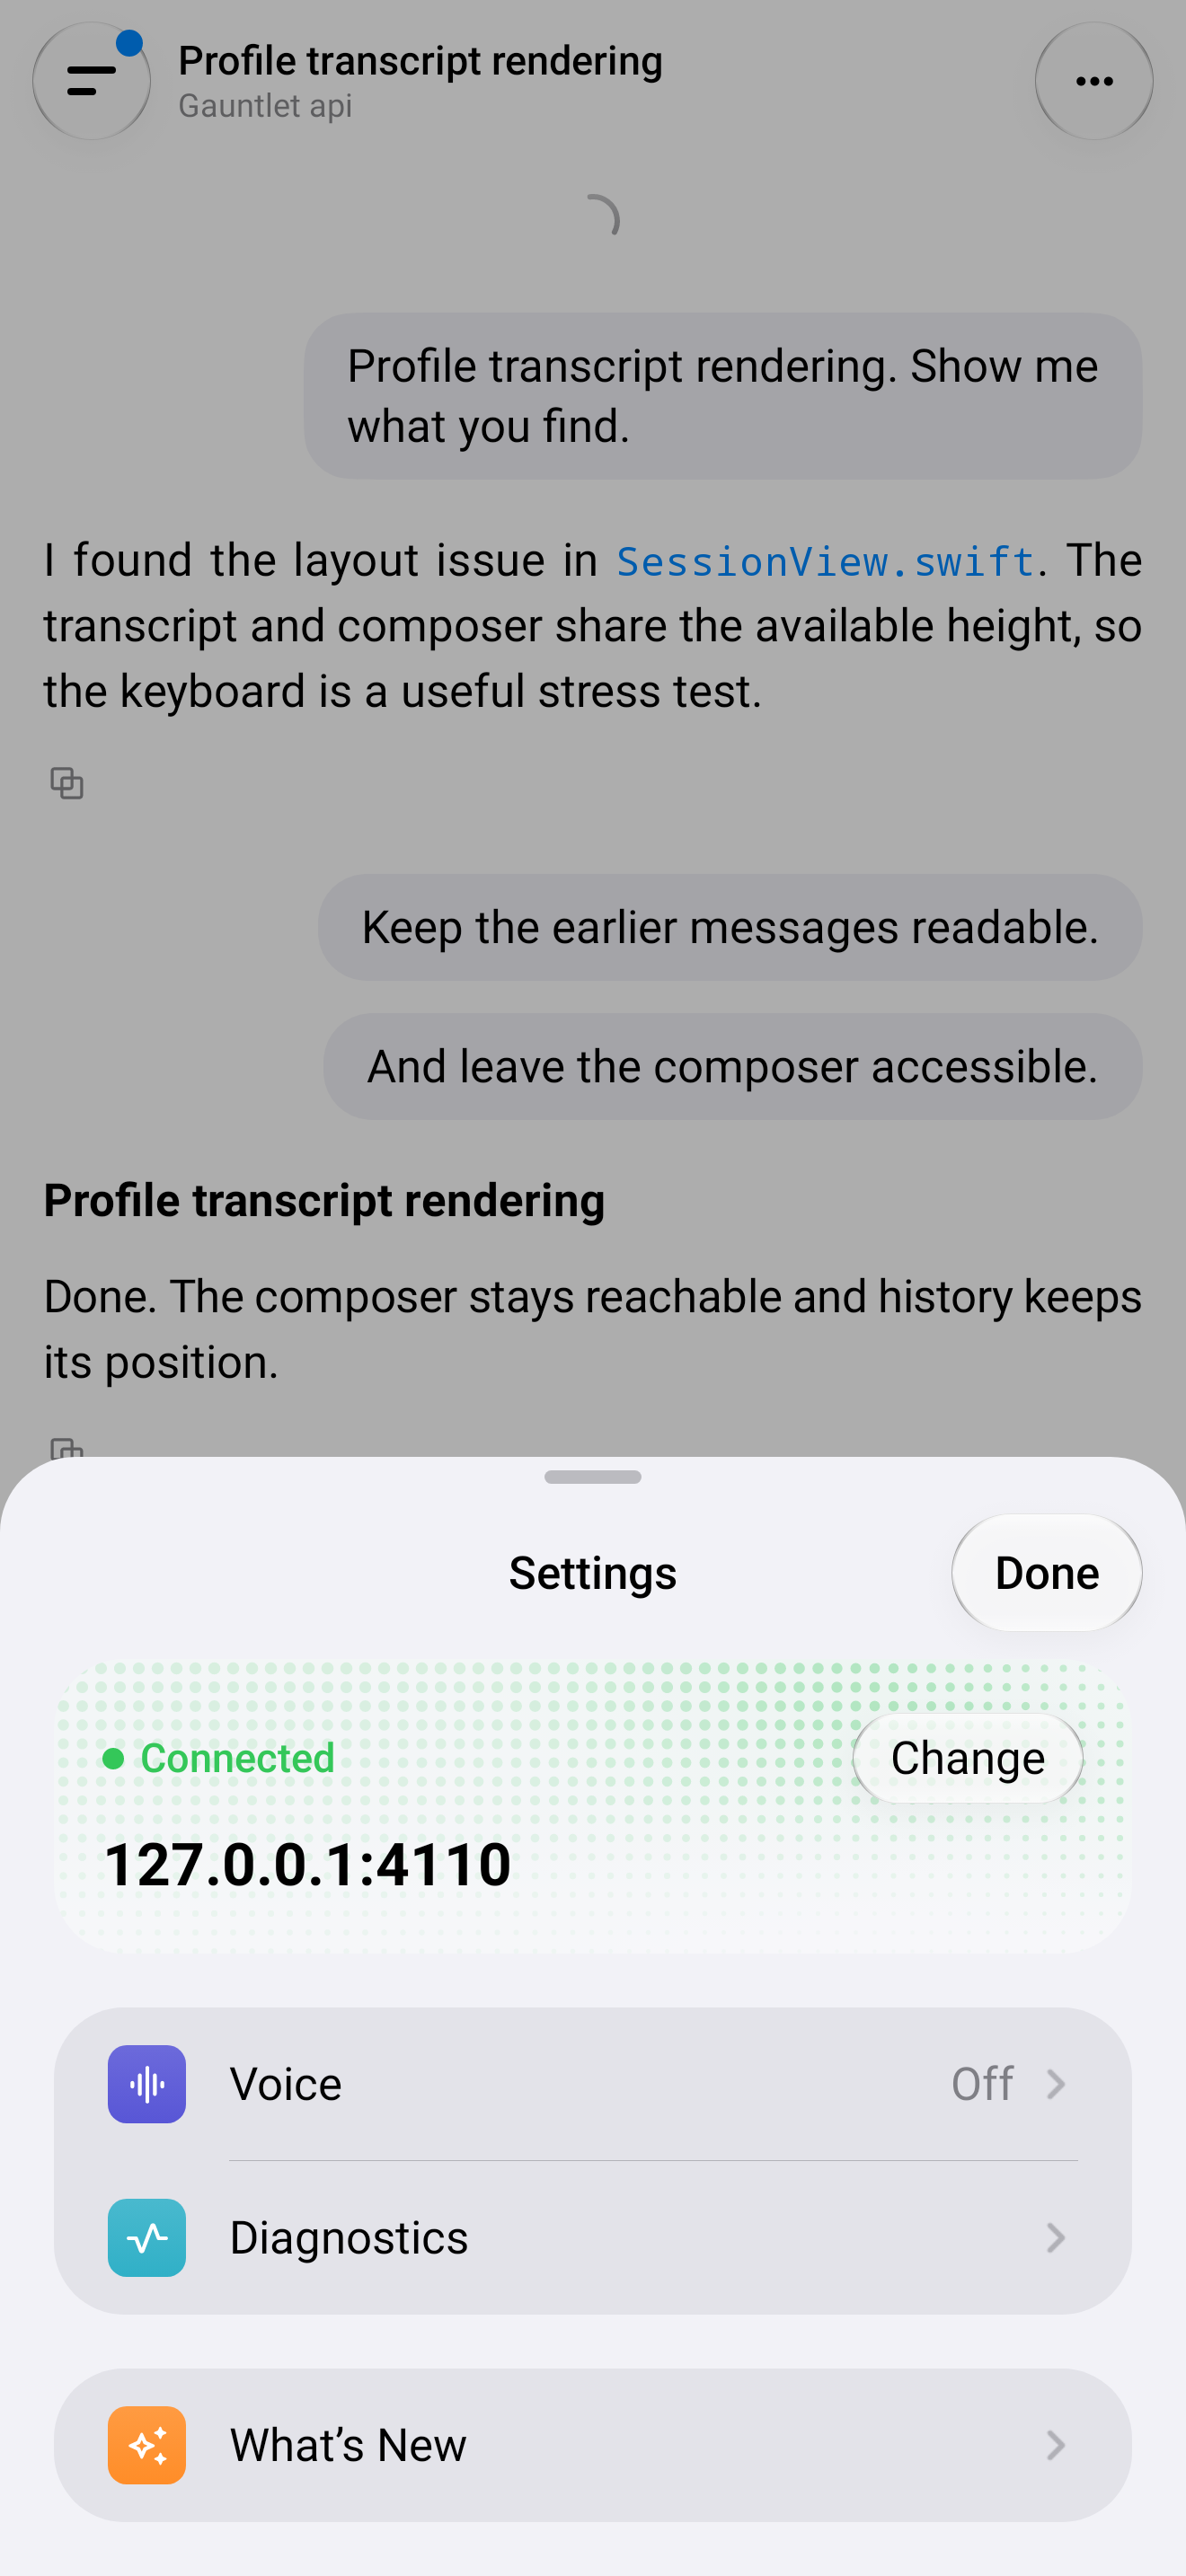 Profile transcript rendering
Gauntlet api
Profile transcript rendering. Show me
what you find.
I found the layout issue in SessionView.swift. The
transcript and composer share the available height, so
the keyboard is a useful stress test.
Keep the earlier messages readable.
And leave the composer accessible.
Profile transcript rendering
Done. The composer stays reachable and history keeps
its position.
Settings
Done
Connected
Change
127.0.0.1:4110
Voice
Off
Diagnostics
What’s New